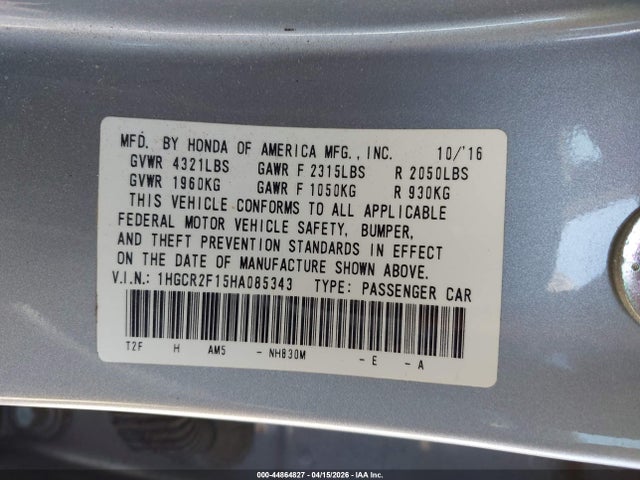 MFD. BY HONDA OF AMERICA MFG., INC. 10/'16
GVWR 4321LBS GAWR F 2315LBS R 2050LBS
GVWR 1960KG GAWR F 1050KG R 930KG
THIS VEHICLE CONFORMS TO ALL APPLICABLE
FEDERAL MOTOR VEHICLE SAFETY, BUMPER,
AND THEFT PREVENTION STANDARDS IN EFFECT
ON THE DATE OF MANUFACTURE SHOWN ABOVE.
V.I.N.: 1HGCR2F15HA085343 TYPE: PASSENGER CAR
T2F H AM5 - NH830M - E - A
000-44864827 - 04/15/2026 - IAA Inc.